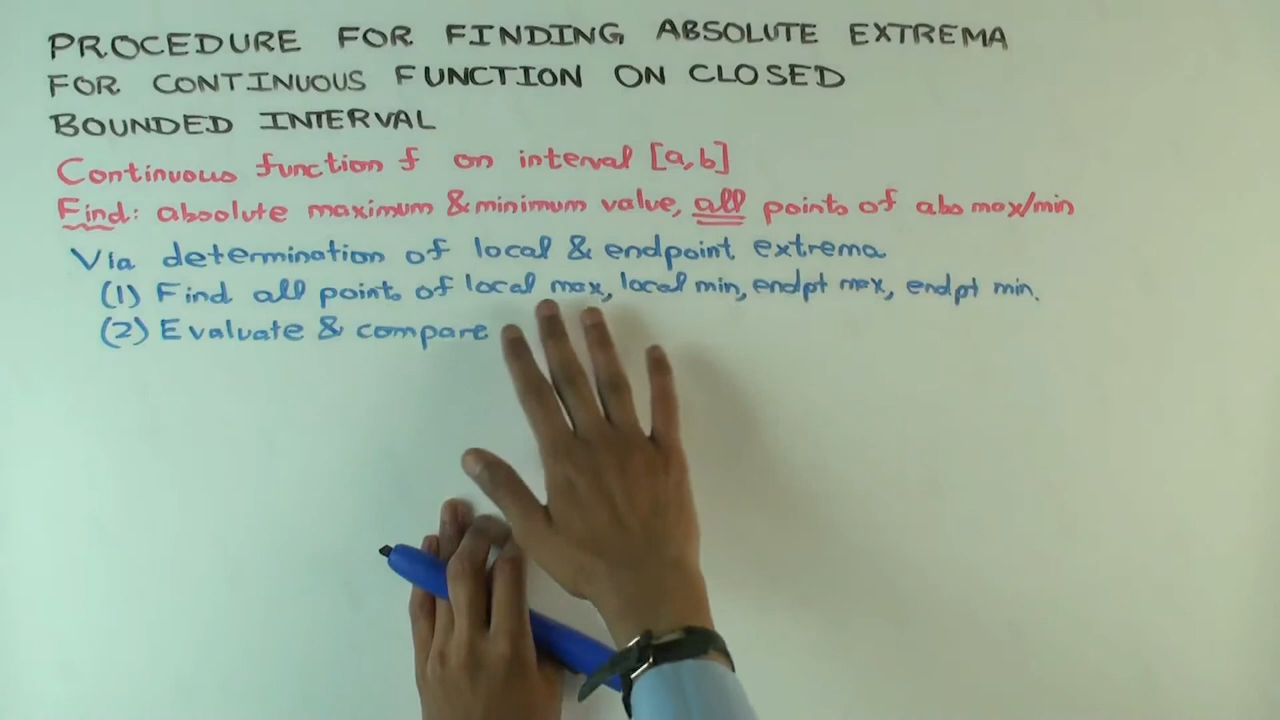 PROCEDURE FOR FINDING ABSOLUTE EXTREMA
FOR CONTINUOUS FUNCTION ON CLOSED
BOUNDED INTERVAL
Continuous function f on interval [a,b]
Find: absolute maximum & minimum value, all points of abs max/min
Via determination of local & endpoint extrema
(1) Find all points of local max, local min, endpt max, endpt min.
(2) Evaluate & compare